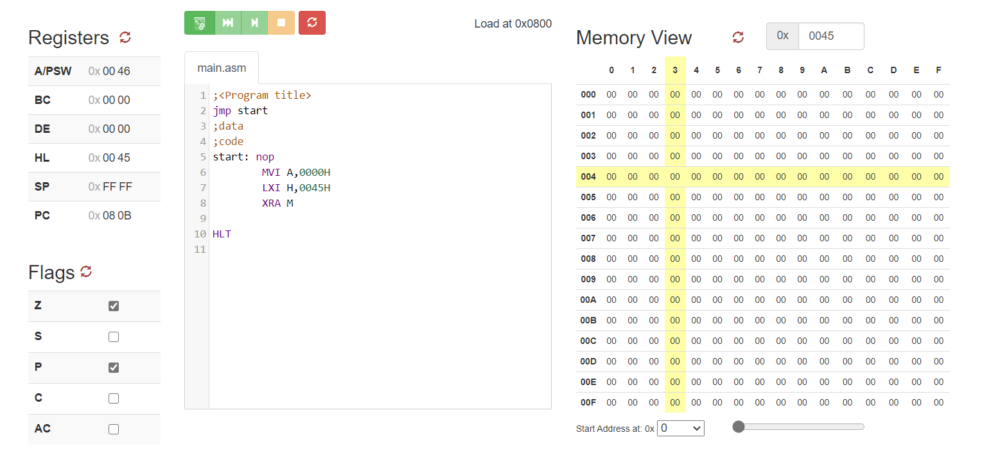 Registers
A/PSW 0x 00 46
BC 0x 00 00
DE 0x 00 00
HL 0x 00 45
SP 0x FF FF
PC 0x 08 0B
Flags
Z
S
P
C
AC
Load at 0x0800
main.asm
1 ;<Program title>
2 jmp start
3 ;data
4 ;code
5 start: nop
6 MVI A,0000H
7 LXI H,0045H
8 XRA M
9
10 HLT
11
Memory View 0x 0045
0 1 2 3 4 5 6 7 8 9 A B C D E F
000 00 00 00 00 00 00 00 00 00 00 00 00 00 00 00 00
001 00 00 00 00 00 00 00 00 00 00 00 00 00 00 00 00
002 00 00 00 00 00 00 00 00 00 00 00 00 00 00 00 00
003 00 00 00 00 00 00 00 00 00 00 00 00 00 00 00 00
004 00 00 00 00 00 00 00 00 00 00 00 00 00 00 00 00
005 00 00 00 00 00 00 00 00 00 00 00 00 00 00 00 00
006 00 00 00 00 00 00 00 00 00 00 00 00 00 00 00 00
007 00 00 00 00 00 00 00 00 00 00 00 00 00 00 00 00
008 00 00 00 00 00 00 00 00 00 00 00 00 00 00 00 00
009 00 00 00 00 00 00 00 00 00 00 00 00 00 00 00 00
00A 00 00 00 00 00 00 00 00 00 00 00 00 00 00 00 00
00B 00 00 00 00 00 00 00 00 00 00 00 00 00 00 00 00
00C 00 00 00 00 00 00 00 00 00 00 00 00 00 00 00 00
00D 00 00 00 00 00 00 00 00 00 00 00 00 00 00 00 00
00E 00 00 00 00 00 00 00 00 00 00 00 00 00 00 00 00
00F 00 00 00 00 00 00 00 00 00 00 00 00 00 00 00 00
Start Address at: 0x 0